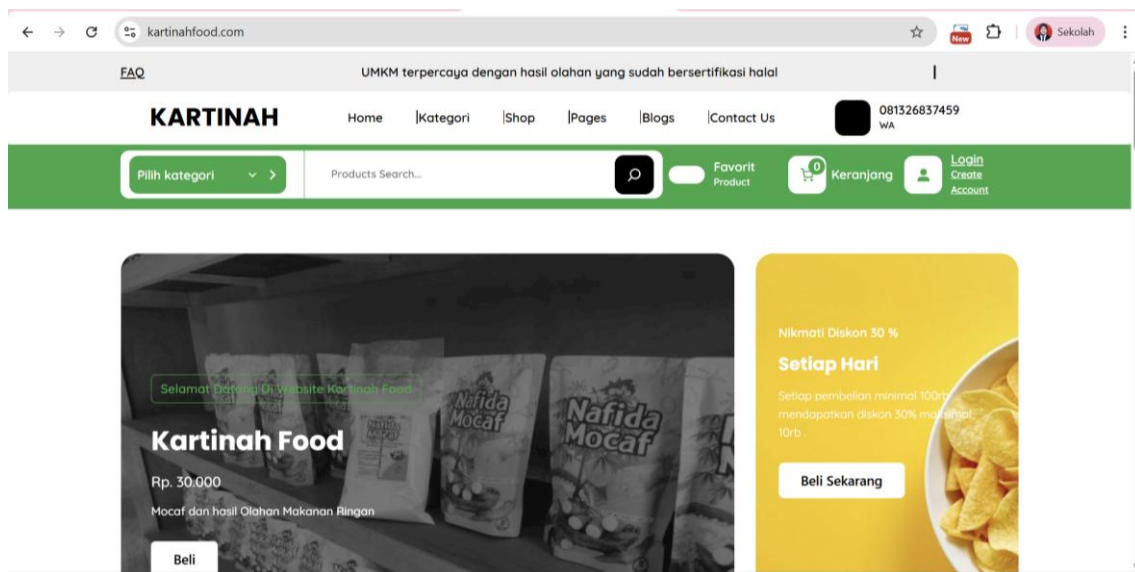 kartinahfood.com
New
Sekolah
FAQ
UMKM terpercaya dengan hasil olahan yang sudah bersertifikasi halal
KARTINAH
Home
Kategori
Shop
Pages
Blogs
Contact Us
081326837459
WA
Pilih kategori
Products Search...
Favorit
Product
0
Keranjang
Login
Create
Account
Selamat Datang Di Website Kartinah Food
Kartinah Food
Rp. 30.000
Mocaf dan hasil Olahan Makanan Ringan
Beli
Nafida
Mocaf
Nafida
Mocaf
Nikmati Diskon 30 %
Setiap Hari
Setiap pembelian minimal 100rb
mendapatkan diskon 30% maksimal
10rb .
Beli Sekarang